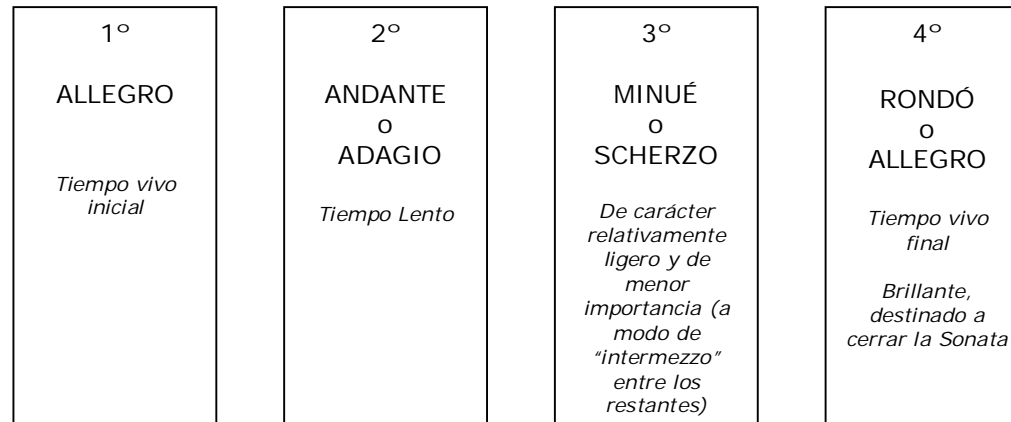 1º
ALLEGRO
Tiempo vivo
inicial
2º
ANDANTE
o
ADAGIO
Tiempo Lento
3º
MINUÉ
o
SCHERZO
De carácter
relativamente
ligero y de
menor
importancia (a
modo de
“intermezzo”
entre los
restantes)
4º
RONDÓ
o
ALLEGRO
Tiempo vivo
final
Brillante,
destinado a
cerrar la Sonata